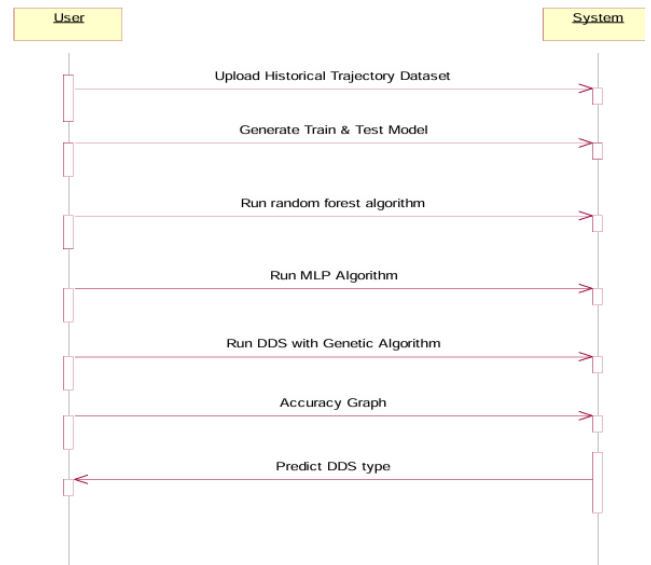 User
System
Upload Historical Trajectory Dataset
Generate Train & Test Model
Run random forest algorithm
Run MLP Algorithm
Run DDS with Genetic Algorithm
Accuracy Graph
Predict DDS type